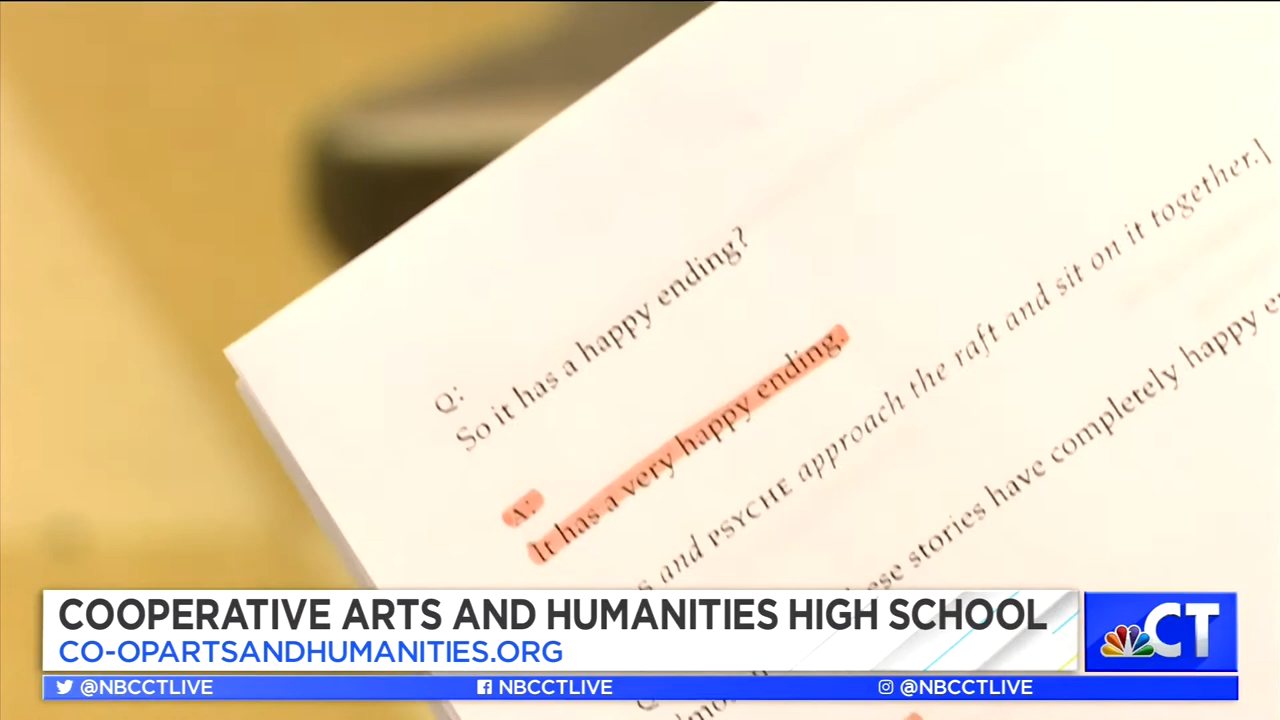 Q:
So it has a happy ending?
A:
It has a very happy ending.
and PSYCHE approach the raft and sit on it together.]
stories have completely happy
COOPERATIVE ARTS AND HUMANITIES HIGH SCHOOL
CO-OPARTSANDHUMANITIES.ORG
CT
@NBCCTLIVE
NBCCTLIVE
@NBCCTLIVE